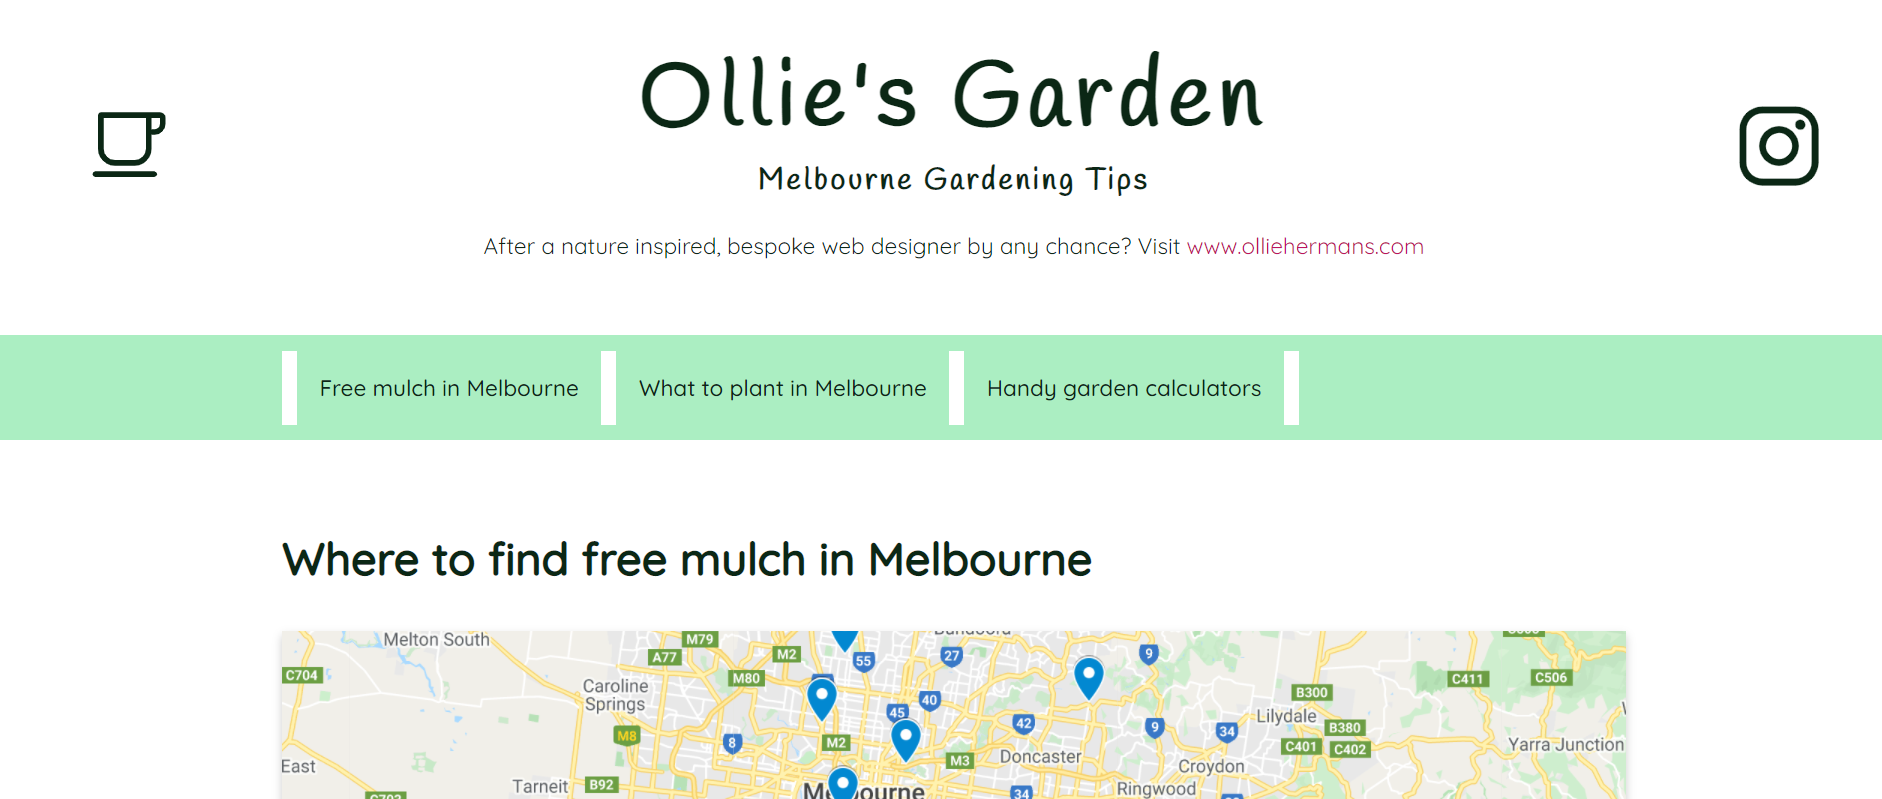 Ollie's Garden
Melbourne Gardening Tips
After a nature inspired, bespoke web designer by any chance? Visit www.olliehermans.com
Free mulch in Melbourne
What to plant in Melbourne
Handy garden calculators
Where to find free mulch in Melbourne
Melton South
M79
A77
M2
55
27
9
C704
M80
C411
C506
Caroline
Springs
40
45
B300
Lilydale
42
9
34
B380
M8
8
M2
C401
C402
Yarra Junction
M3
Doncaster
East
Croydon
Tarneit
B92
34
Ringwood